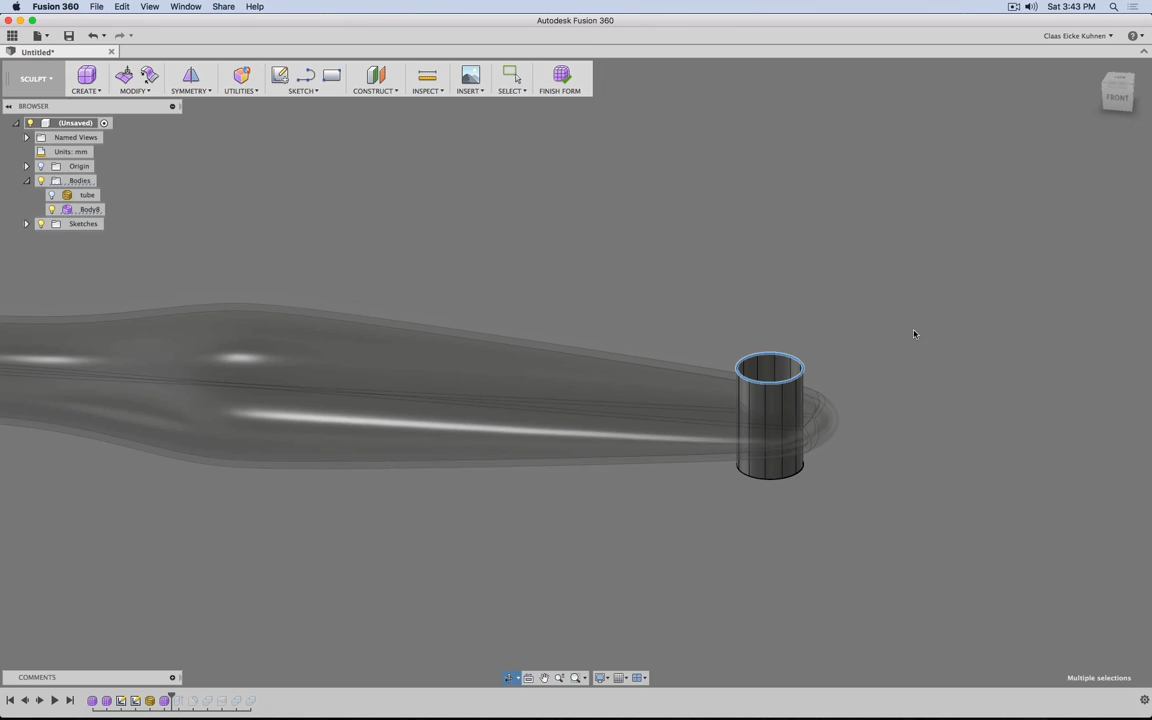 Fusion 360 File Edit View Window Share Help Sat 3:43 PM
Autodesk Fusion 360
Claas Eicke Kuhnen
Untitled*
SCULPT CREATE MODIFY SYMMETRY UTILITIES SKETCH CONSTRUCT INSPECT INSERT SELECT FINISH FORM
FRONT
BROWSER
(Unsaved)
Named Views
Units: mm
Origin
Bodies
tube
Body8
Sketches
COMMENTS
Multiple selections